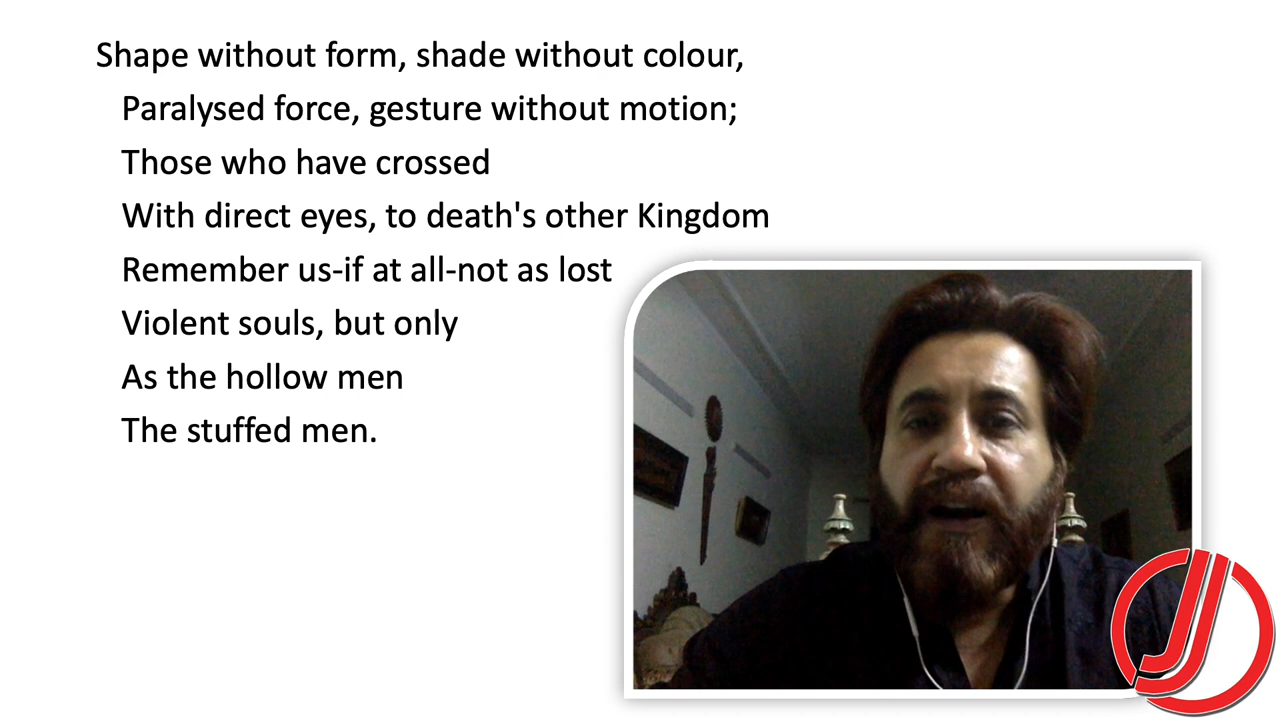 Shape without form, shade without colour,
Paralysed force, gesture without motion;
Those who have crossed
With direct eyes, to death's other Kingdom
Remember us-if at all-not as lost
Violent souls, but only
As the hollow men
The stuffed men.